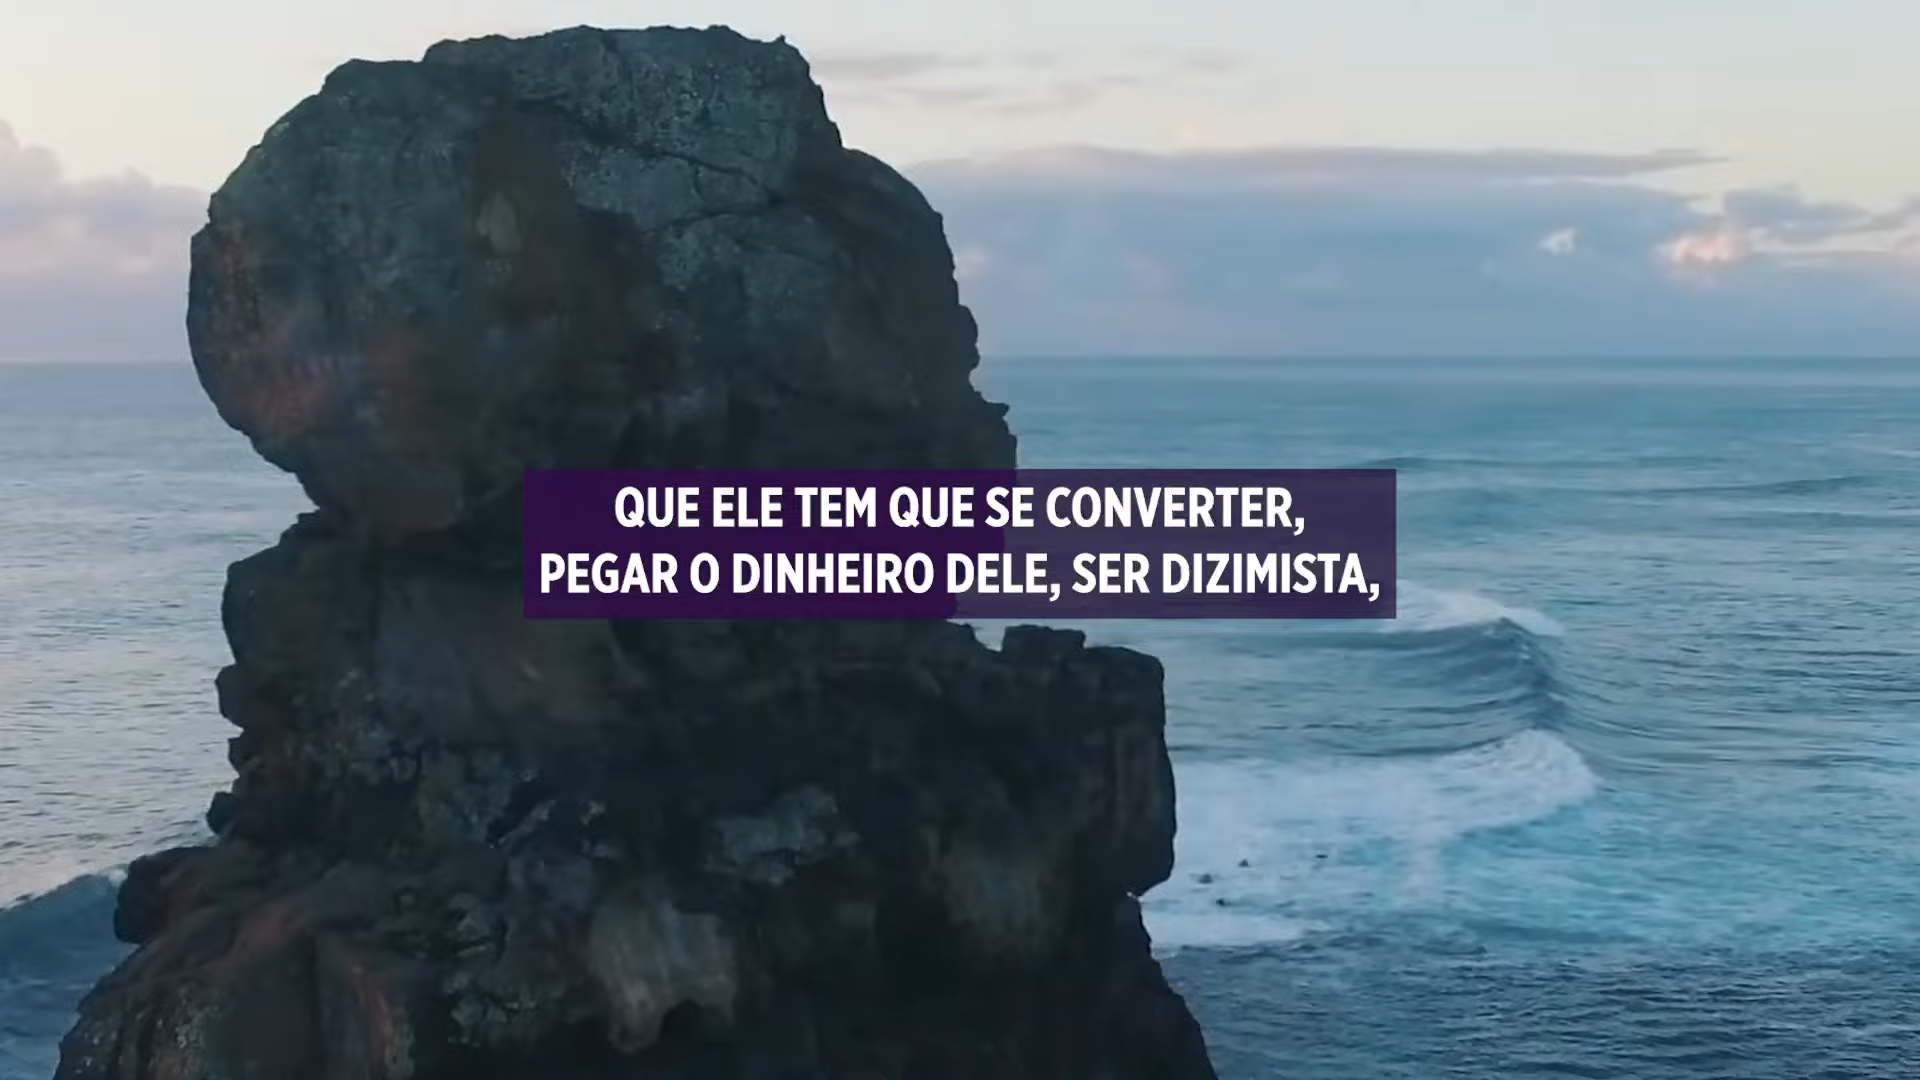 QUE ELE TEM QUE SE CONVERTER,
PEGAR O DINHEIRO DELE, SER DIZIMISTA,